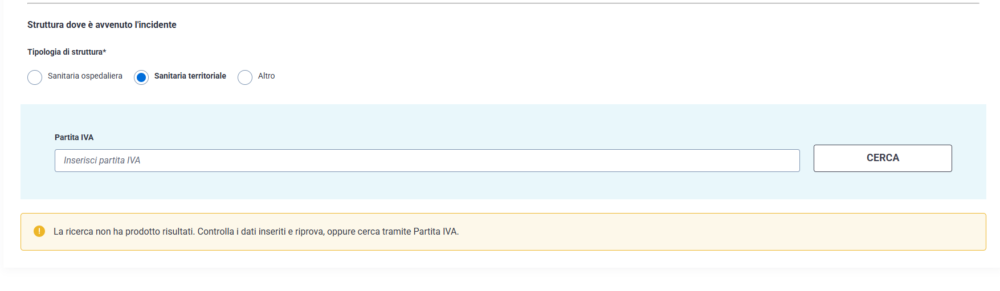 Struttura dove è avvenuto l'incidente
Tipologia di struttura*
Sanitaria ospedaliera Sanitaria territoriale Altro
Partita IVA
Inserisci partita IVA CERCA
La ricerca non ha prodotto risultati. Controlla i dati inseriti e riprova, oppure cerca tramite Partita IVA.